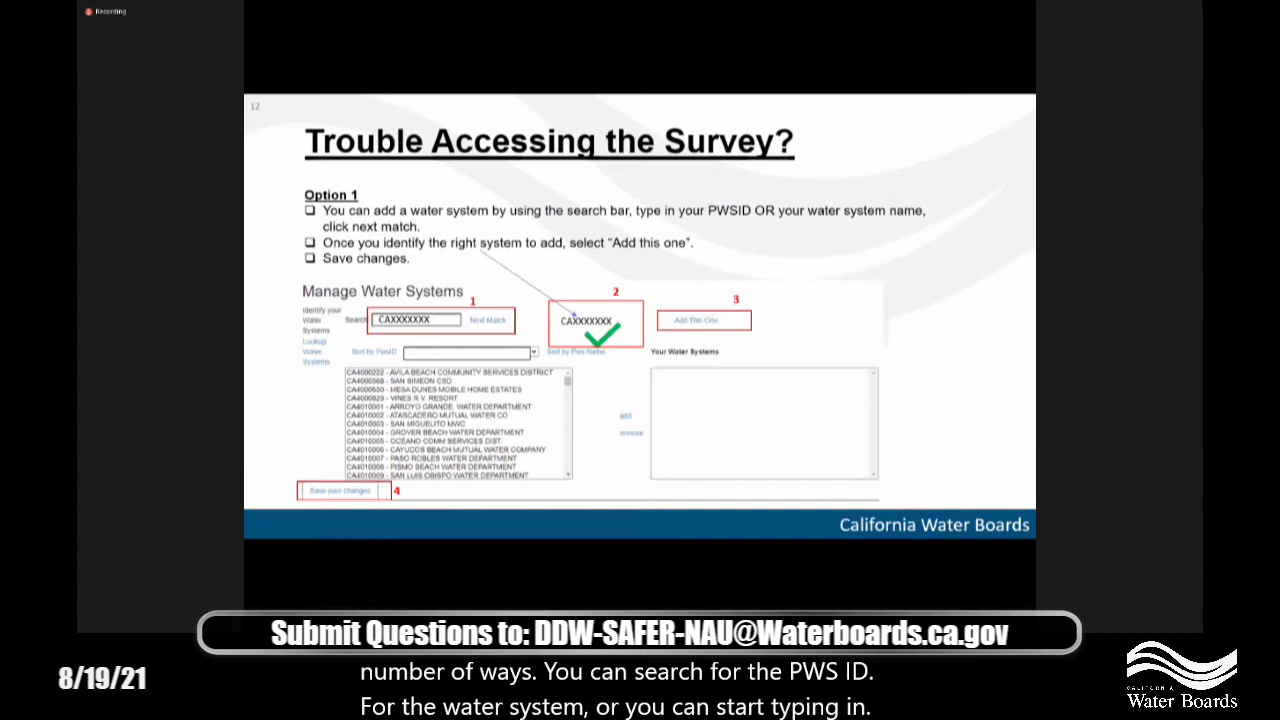 Recording
12
Trouble Accessing the Survey?
Option 1
You can add a water system by using the search bar, type in your PWSID OR your water system name,
click next match.
Once you identify the right system to add, select “Add this one”.
Save changes.
Manage Water Systems
1
2
3
Identify your
Water
Systems
Search
CAXXXXXXX
Next Match
CAXXXXXXX
Add This One
Lookup
Water
Systems
Sort by PwsID
Sort by Pws Name
Your Water Systems
CA4000222 - AVILA BEACH COMMUNITY SERVICES DISTRICT
CA4000568 - SAN SIMEON CSD
CA4000650 - MESA DUNES MOBILE HOME ESTATES
CA4000829 - VINES R.V. RESORT
CA4010001 - ARROYO GRANDE, WATER DEPARTMENT
CA4010002 - ATASCADERO MUTUAL WATER CO
CA4010003 - SAN MIGUELITO MWC
CA4010004 - GROVER BEACH WATER DEPARTMENT
CA4010005 - OCEANO COMM SERVICES DIST.
CA4010006 - CAYUCOS BEACH MUTUAL WATER COMPANY
CA4010007 - PASO ROBLES WATER DEPARTMENT
CA4010008 - PISMO BEACH WATER DEPARTMENT
CA4010009 - SAN LUIS OBISPO WATER DEPARTMENT
add
remove
Save your changes
4
California Water Boards
Submit Questions to: DDW-SAFER-NAU@Waterboards.ca.gov
number of ways. You can search for the PWS ID.
For the water system, or you can start typing in.
8/19/21
CALIFORNIA
Water Boards